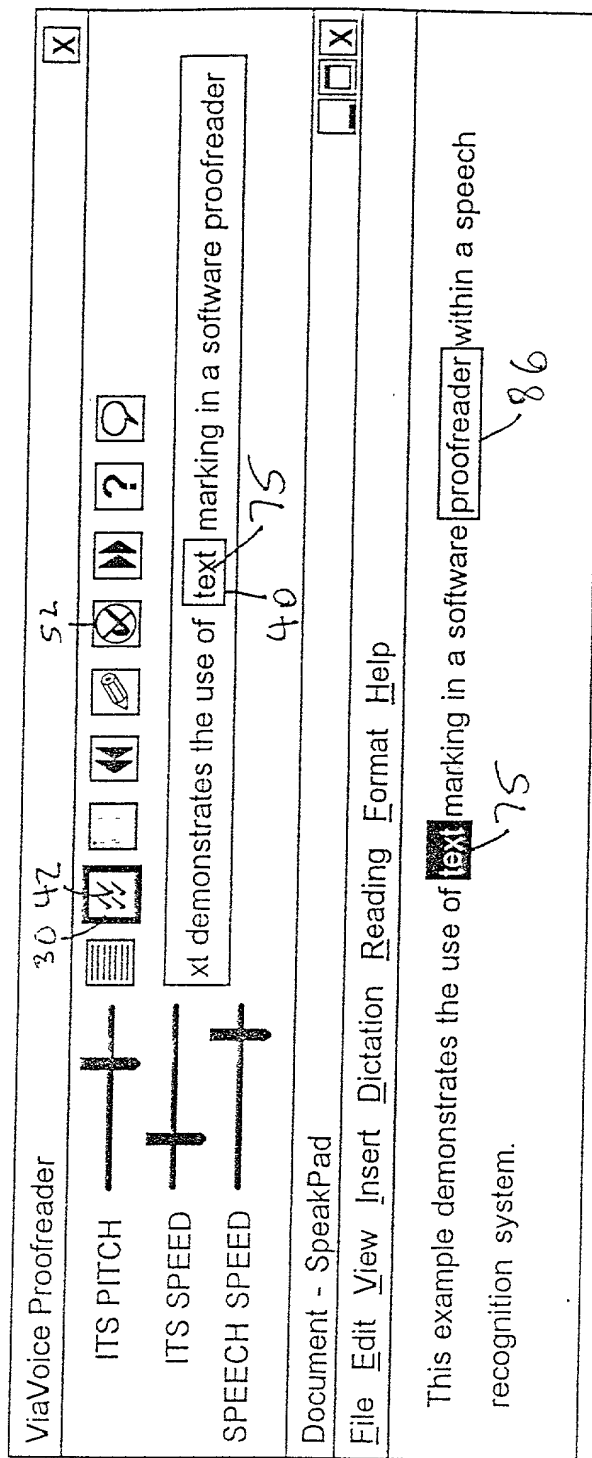 ViaVoice Proofreader X
30 42 52
ITS PITCH ?
ITS SPEED
SPEECH SPEED
xt demonstrates the use of text marking in a software proofreader
40 75
Document - SpeakPad X
File Edit View Insert Dictation Reading Format Help
This example demonstrates the use of text marking in a software proofreader within a speech
75 86
recognition system.